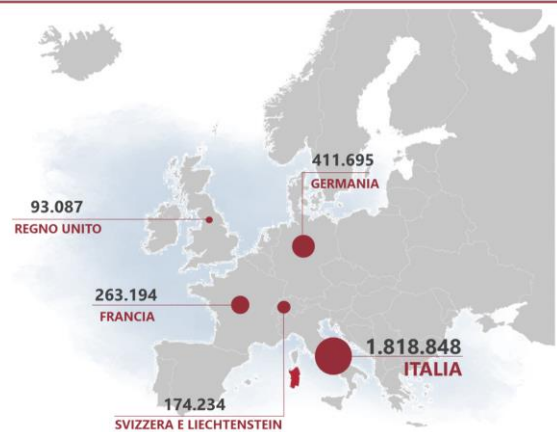 411.695
GERMANIA
93.087
REGNO UNITO
263.194
FRANCIA
1.818.848
ITALIA
174.234
SVIZZERA E LIECHTENSTEIN